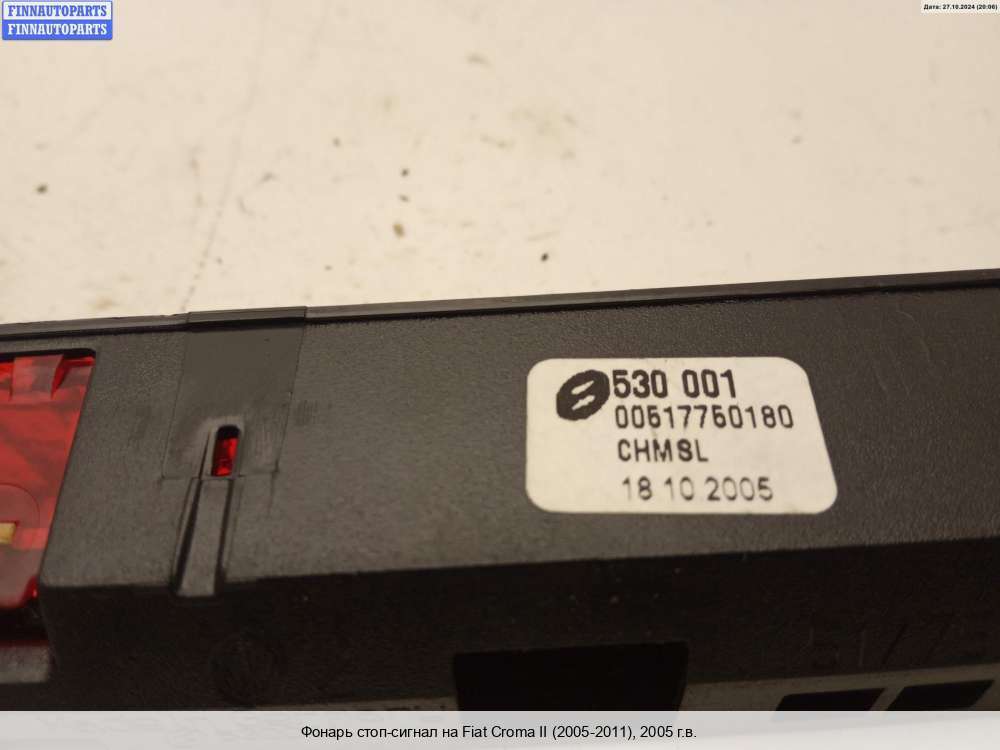 FINNAUTOPARTS
FINNAUTOPARTS
Дата: 27.10.2024 (20:06)
530 001
00517750180
CHMSL
18 10 2005
Фонарь стоп-сигнал на Fiat Croma II (2005-2011), 2005 г.в.